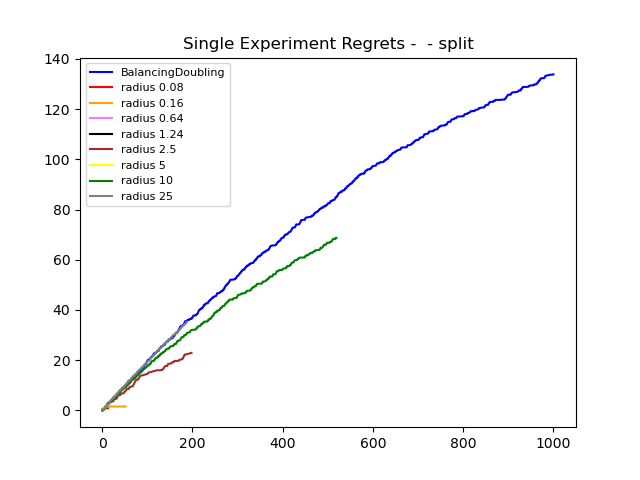 Single Experiment Regrets -  - split
140
120
100
80
60
40
20
0
BalancingDoubling
radius 0.08
radius 0.16
radius 0.64
radius 1.24
radius 2.5
radius 5
radius 10
radius 25
0 200 400 600 800 1000